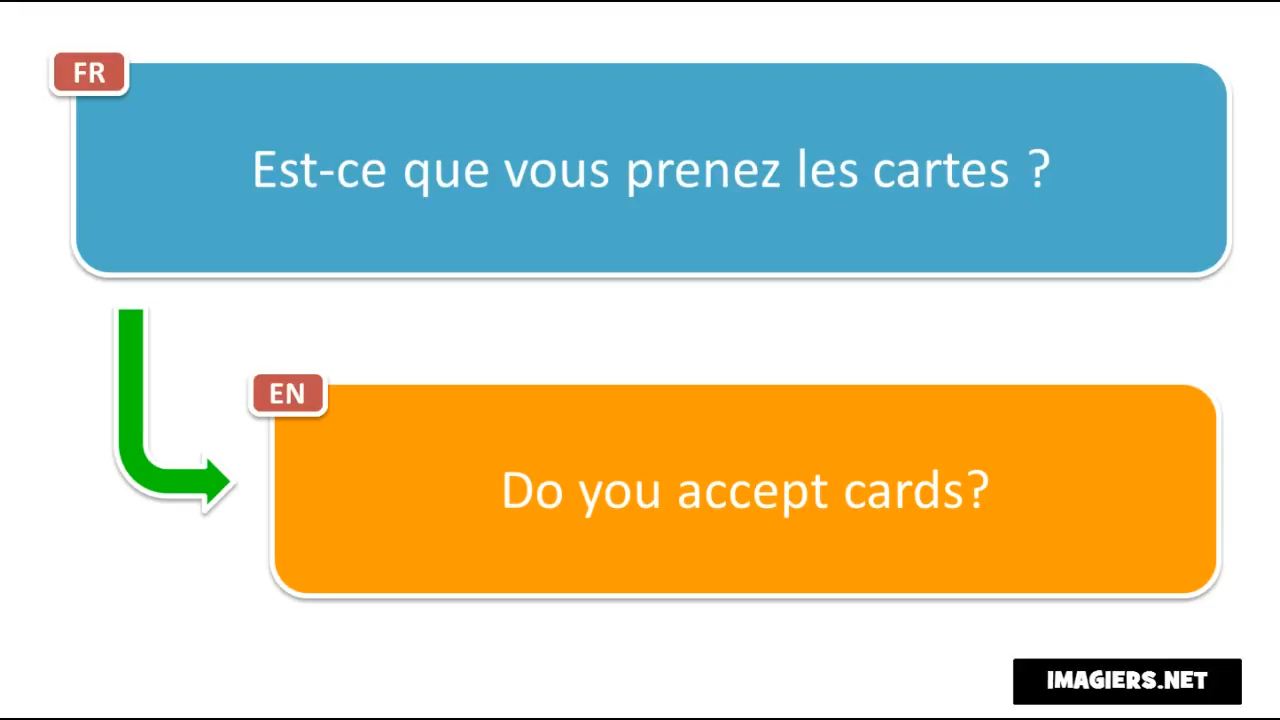 FR
Est-ce que vous prenez les cartes ?
EN
Do you accept cards?
IMAGIERS.NET